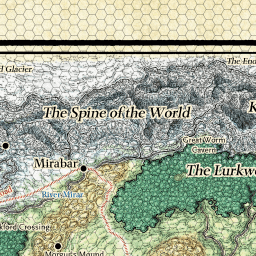 d Glacier
The End
The Spine of the World
K
Great Worm
Cavern
Mirabar
The Lurkwo
River Mirar
kford Crossing
Morgurs Mound